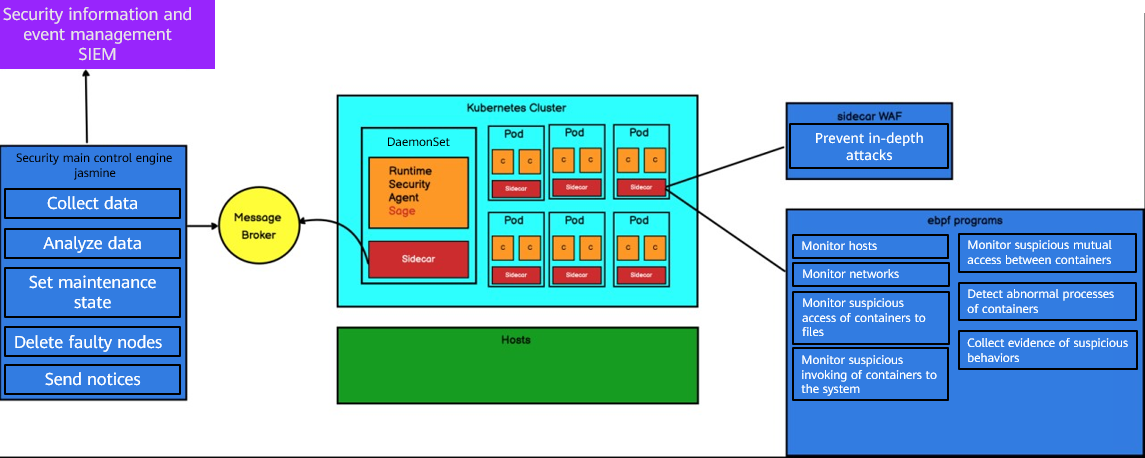 Security information and
event management
SIEM
Security main control engine
jasmine
Collect data
Analyze data
Set maintenance
state
Delete faulty nodes
Send notices
Message
Broker
Kubernetes Cluster
DaemonSet
Runtime
Security
Agent
Sage
Sidecar
Pod
C C
Sidecar
Pod
C C
Sidecar
Pod
C C
Sidecar
Pod
C C
Sidecar
Pod
C C
Sidecar
Pod
C C
Sidecar
Hosts
sidecar WAF
Prevent in-depth
attacks
ebpf programs
Monitor hosts
Monitor networks
Monitor suspicious
access of containers to
files
Monitor suspicious
invoking of containers to
the system
Monitor suspicious mutual
access between containers
Detect abnormal processes
of containers
Collect evidence of suspicious
behaviors